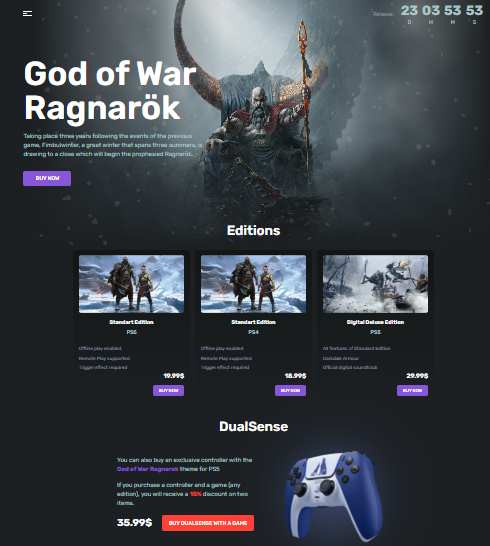 Release:
23 03 53 53
D H M S
God of War
Ragnarök
Taking place three years following the events of the previous
game, Fimbulwinter, a great winter that spans three summers, is
drawing to a close which will begin the prophesied Ragnarök.
BUY NOW
Editions
Standart Edition
PS5
Offline play enabled
Remote Play supported
Trigger effect required
19.99$
BUY NOW
Standart Edition
PS4
Offline play enabled
Remote Play supported
Trigger effect required
18.99$
BUY NOW
Digital Deluxe Edition
PS5
All features of Standard Edition
Darkdale Armour
Official digital soundtrack
29.99$
BUY NOW
DualSense
You can also buy an exclusive controller with the
God of War Ragnarok theme for PS5
If you purchase a controller and a game (any
edition), you will receive a 15% discount on two
items.
35.99$
BUY DUALSENSE WITH A GAME